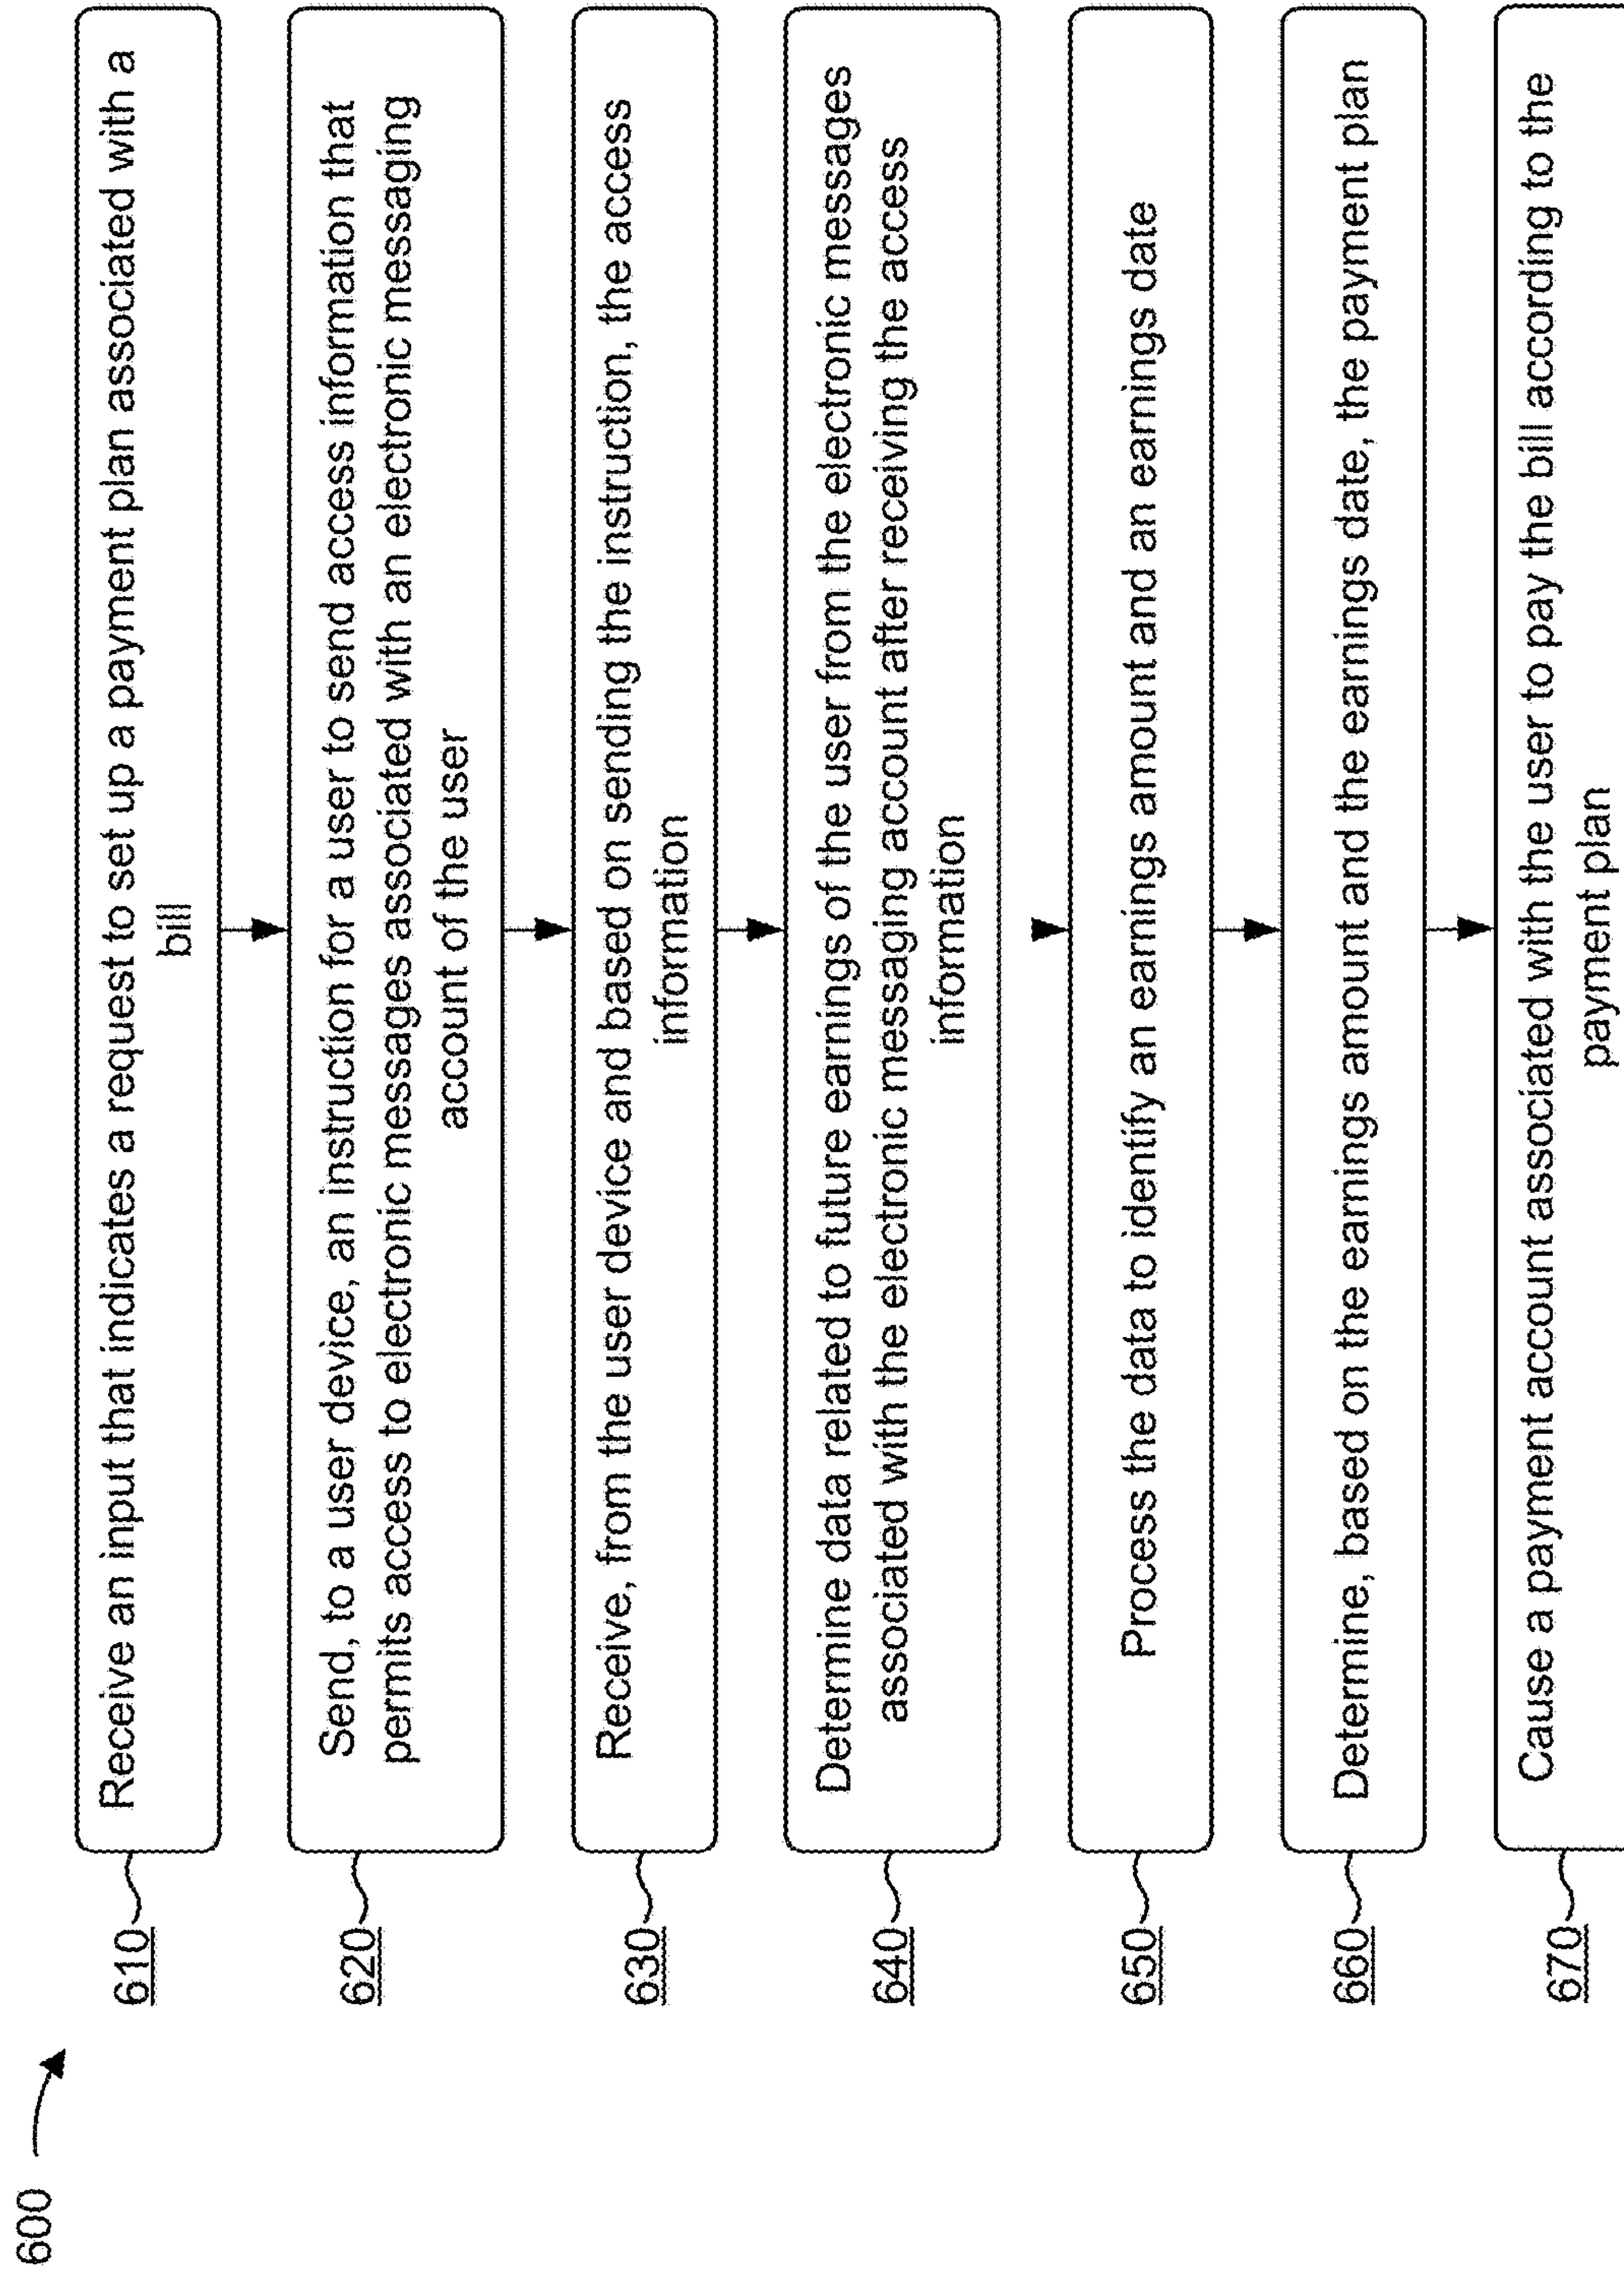 600
610
Receive an input that indicates a request to set up a payment plan associated with a
bill
620
Send, to a user device, an instruction for a user to send access information that
permits access to electronic messages associated with an electronic messaging
account of the user
630
Receive, from the user device and based on sending the instruction, the access
information
640
Determine data related to future earnings of the user from the electronic messages
associated with the electronic messaging account after receiving the access
information
650
Process the data to identify an earnings amount and an earnings date
660
Determine, based on the earnings amount and the earnings date, the payment plan
670
Cause a payment account associated with the user to pay the bill according to the
payment plan